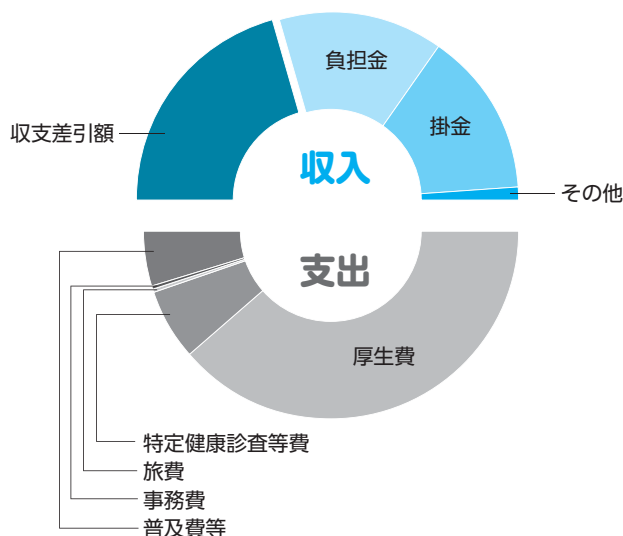 負担金
掛金
収支差引額
収入
その他
支出
厚生費
特定健康診査等費
旅費
事務費
普及費等